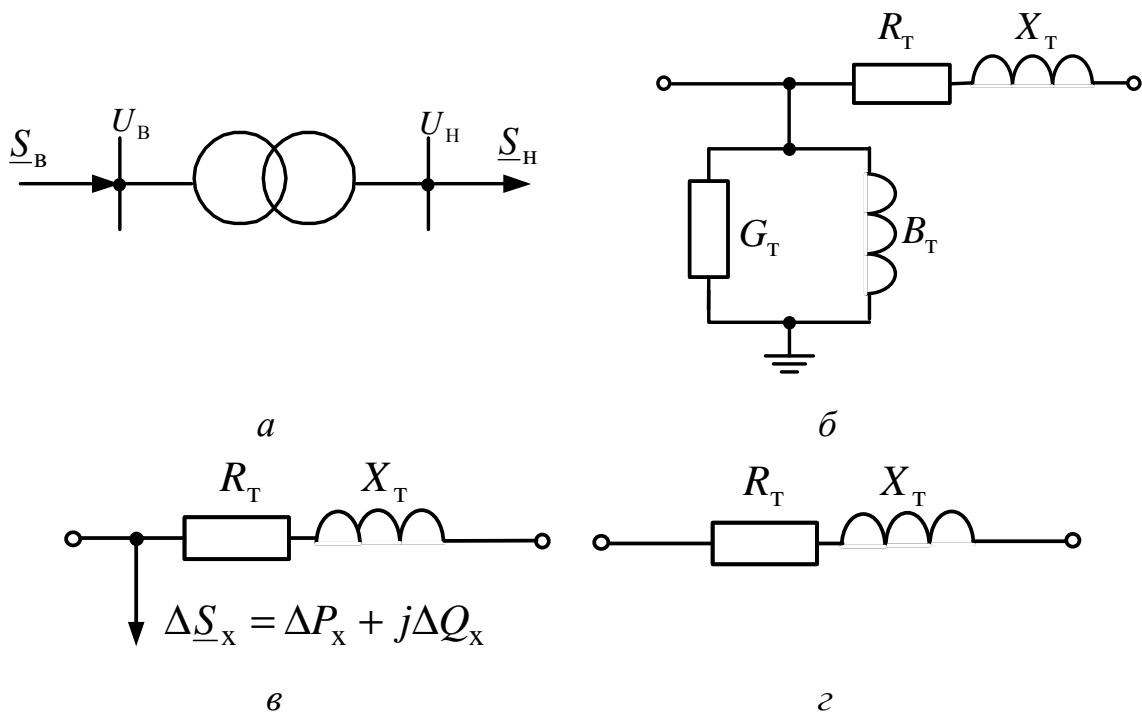 S_В U_В U_Н S_Н
R_т X_т
G_т B_т
а б
R_т X_т R_т X_т
ΔS_х = ΔP_х + jΔQ_х
в г